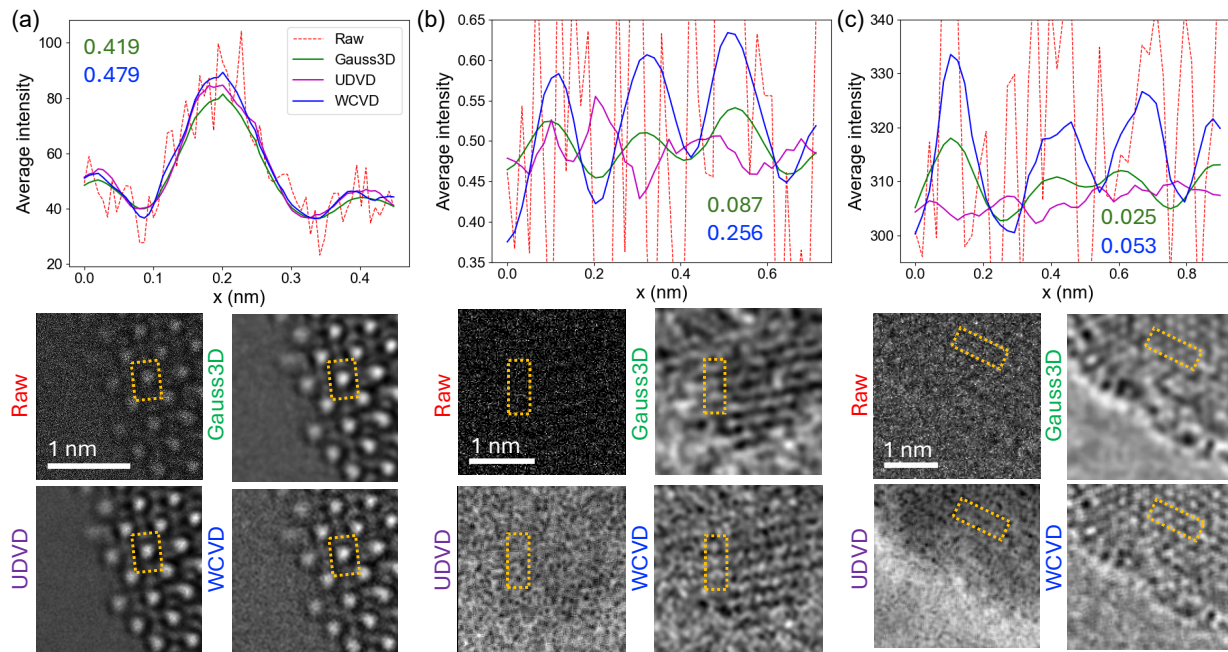 (a)
100
80
60
40
20
Average intensity
0.419
0.479
Raw
Gauss3D
UDVD
WCVD
0.0 0.1 0.2 0.3 0.4
x (nm)
Raw
1 nm
Gauss3D
UDVD
WCVD
(b)
0.65
0.60
0.55
0.50
0.45
0.40
0.35
Average intensity
0.087
0.256
0.0 0.2 0.4 0.6
x (nm)
Raw
1 nm
Gauss3D
UDVD
WCVD
(c)
340
330
320
310
300
Average intensity
0.025
0.053
0.0 0.2 0.4 0.6 0.8
x (nm)
Raw
1 nm
Gauss3D
UDVD
WCVD